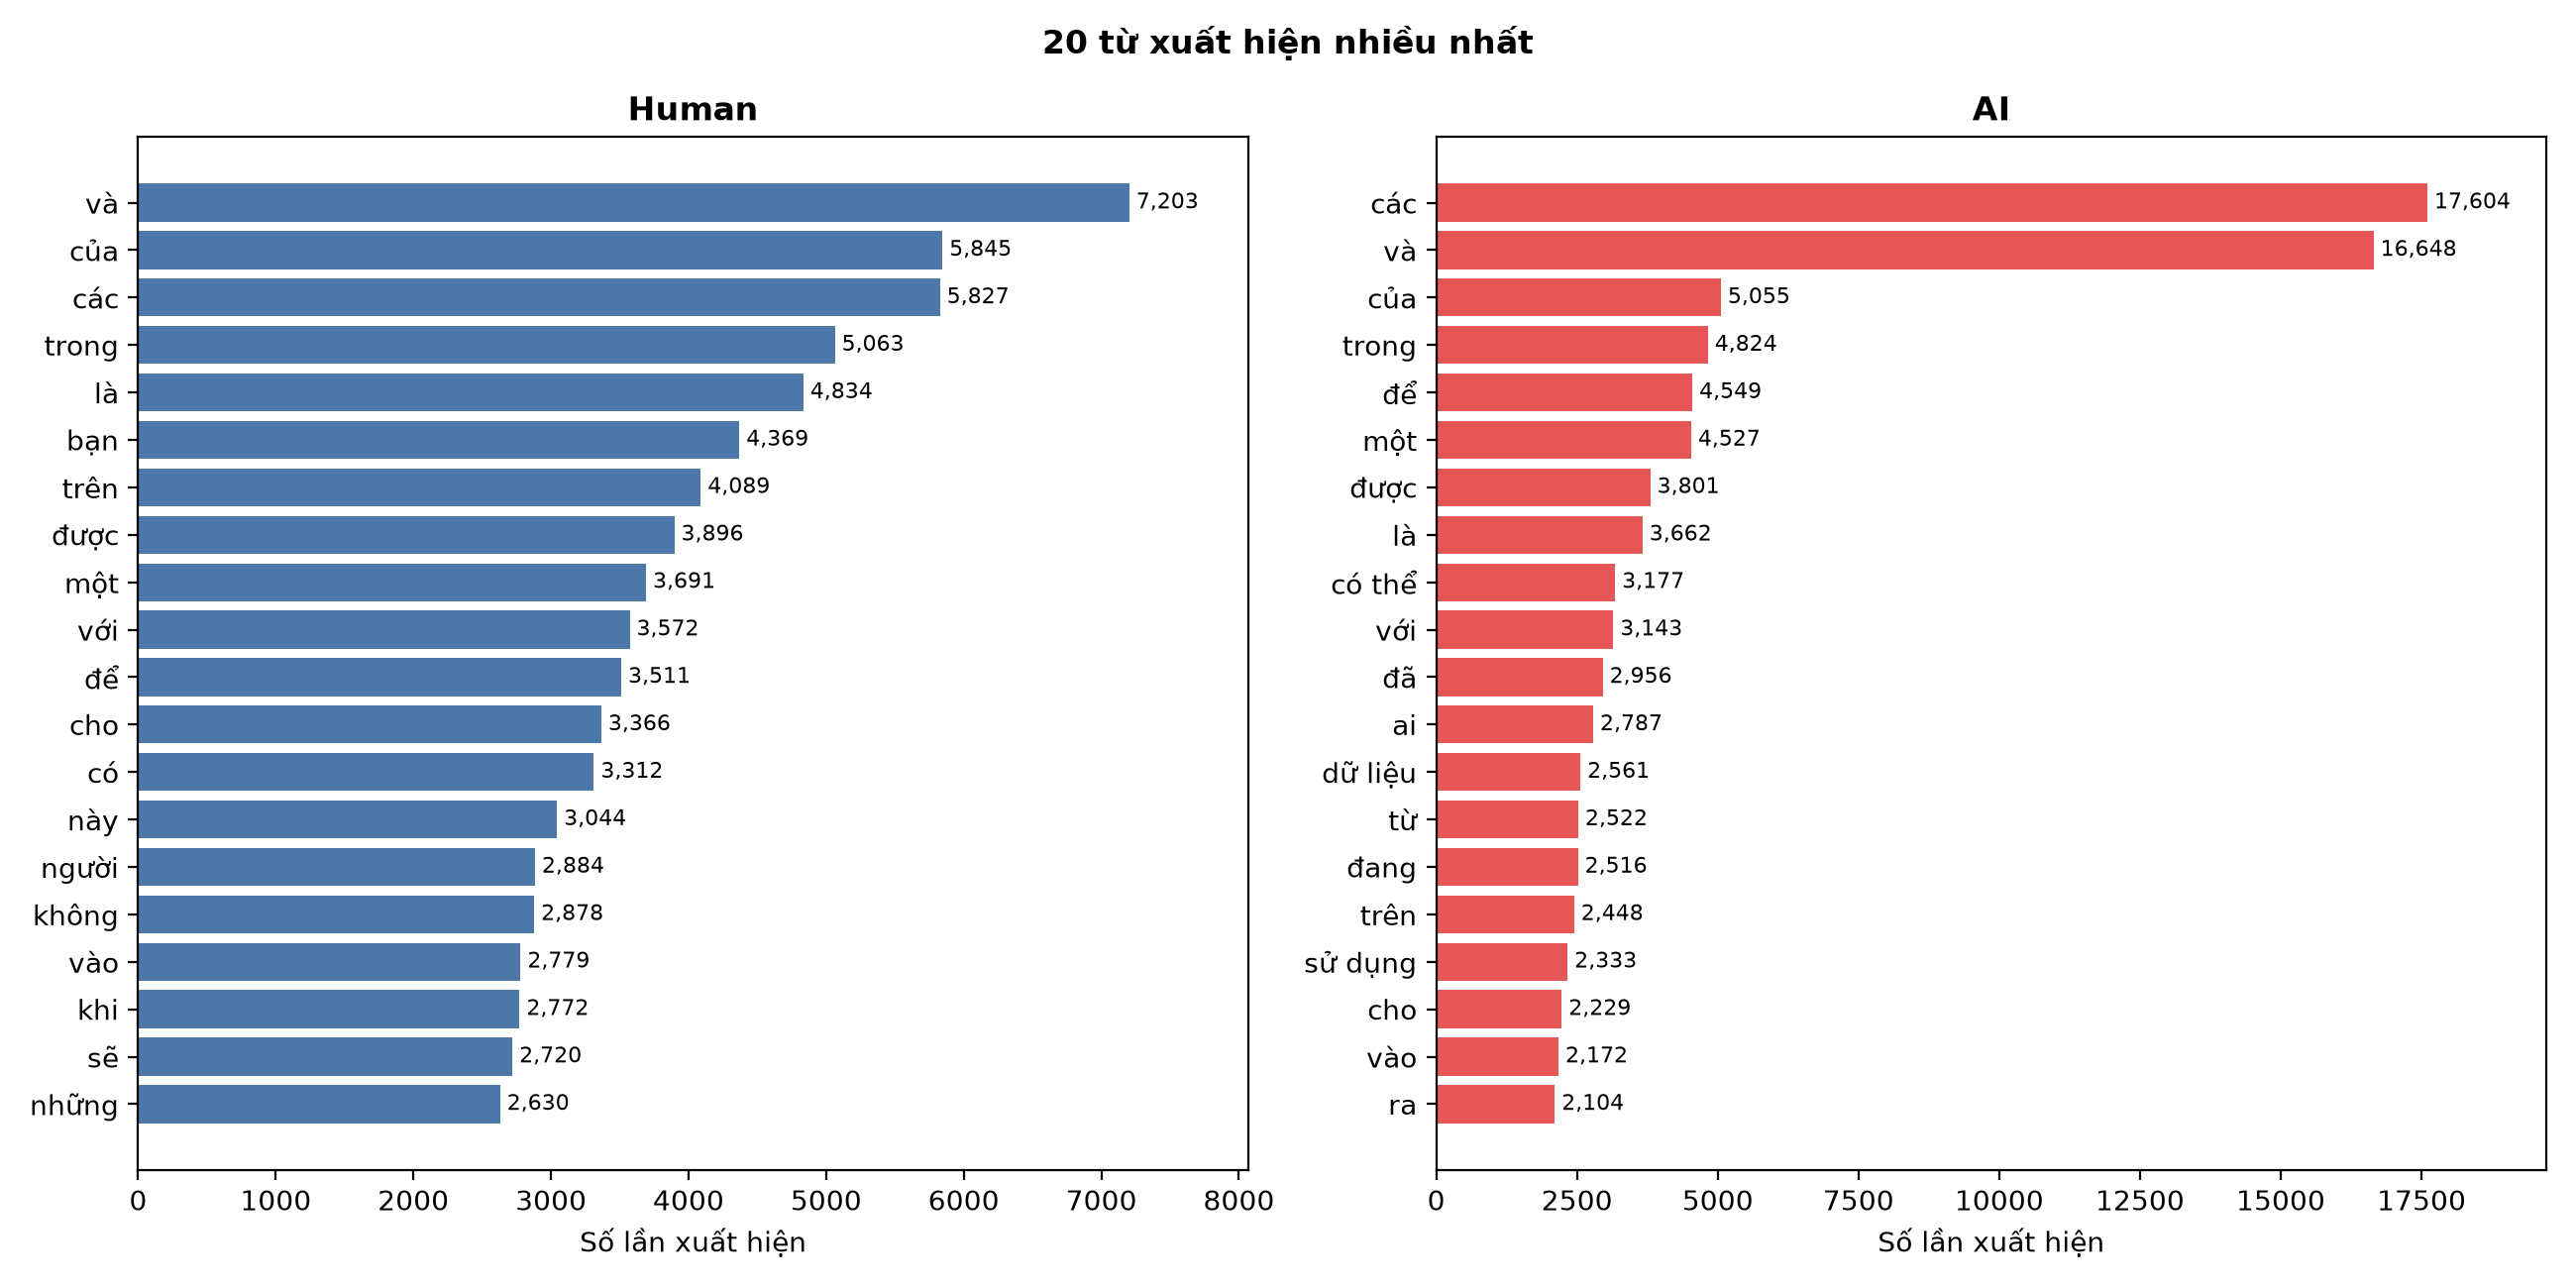 20 từ xuất hiện nhiều nhất
Human
và 7,203
của 5,845
các 5,827
trong 5,063
là 4,834
bạn 4,369
trên 4,089
được 3,896
một 3,691
với 3,572
để 3,511
cho 3,366
có 3,312
này 3,044
người 2,884
không 2,878
vào 2,779
khi 2,772
sẽ 2,720
những 2,630
0 1000 2000 3000 4000 5000 6000 7000 8000
Số lần xuất hiện
AI
các 17,604
và 16,648
của 5,055
trong 4,824
để 4,549
một 4,527
được 3,801
là 3,662
có thể 3,177
với 3,143
đã 2,956
ai 2,787
dữ liệu 2,561
từ 2,522
đang 2,516
trên 2,448
sử dụng 2,333
cho 2,229
vào 2,172
ra 2,104
0 2500 5000 7500 10000 12500 15000 17500
Số lần xuất hiện